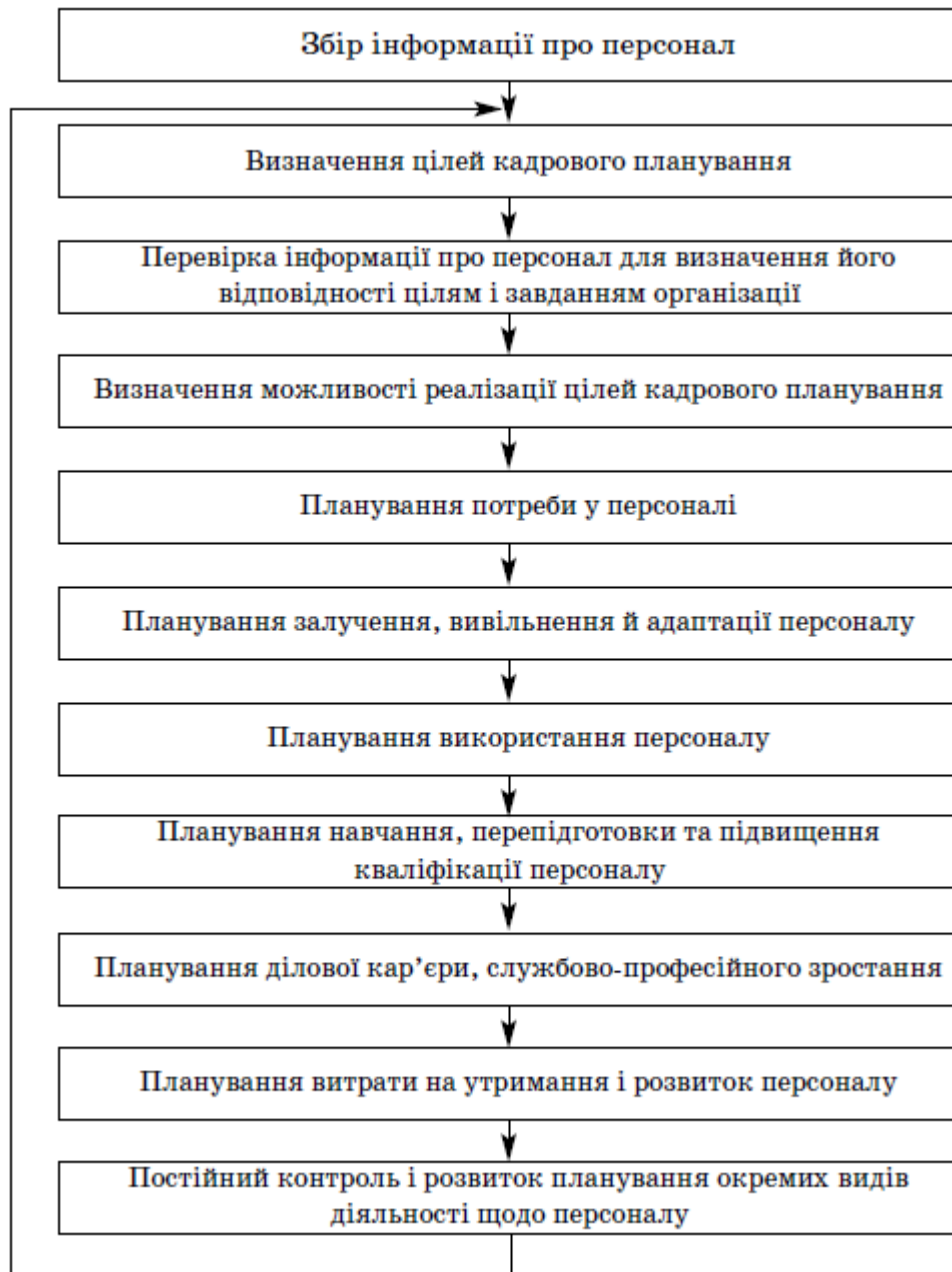 Збір інформації про персонал
Визначення цілей кадрового планування
Перевірка інформації про персонал для визначення його
відповідності цілям і завданням організації
Визначення можливості реалізації цілей кадрового планування
Планування потреби у персоналі
Планування залучення, вивільнення й адаптації персоналу
Планування використання персоналу
Планування навчання, перепідготовки та підвищення
кваліфікації персоналу
Планування ділової кар’єри, службово-професійного зростання
Планування витрати на утримання і розвиток персоналу
Постійний контроль і розвиток планування окремих видів
діяльності щодо персоналу